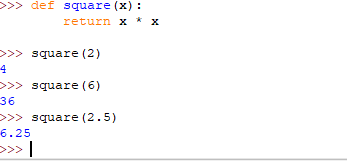 >>> def square(x):
        return x * x

>>> square(2)
4
>>> square(6)
36
>>> square(2.5)
6.25
>>>